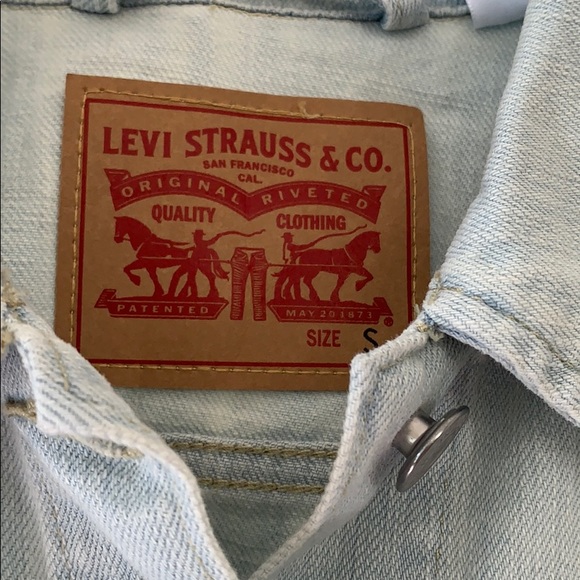 LEVI STRAUSS & CO.
SAN FRANCISCO
CAL.
ORIGINAL RIVETED
QUALITY CLOTHING
PATENTED MAY 20 1873 ®
SIZE S